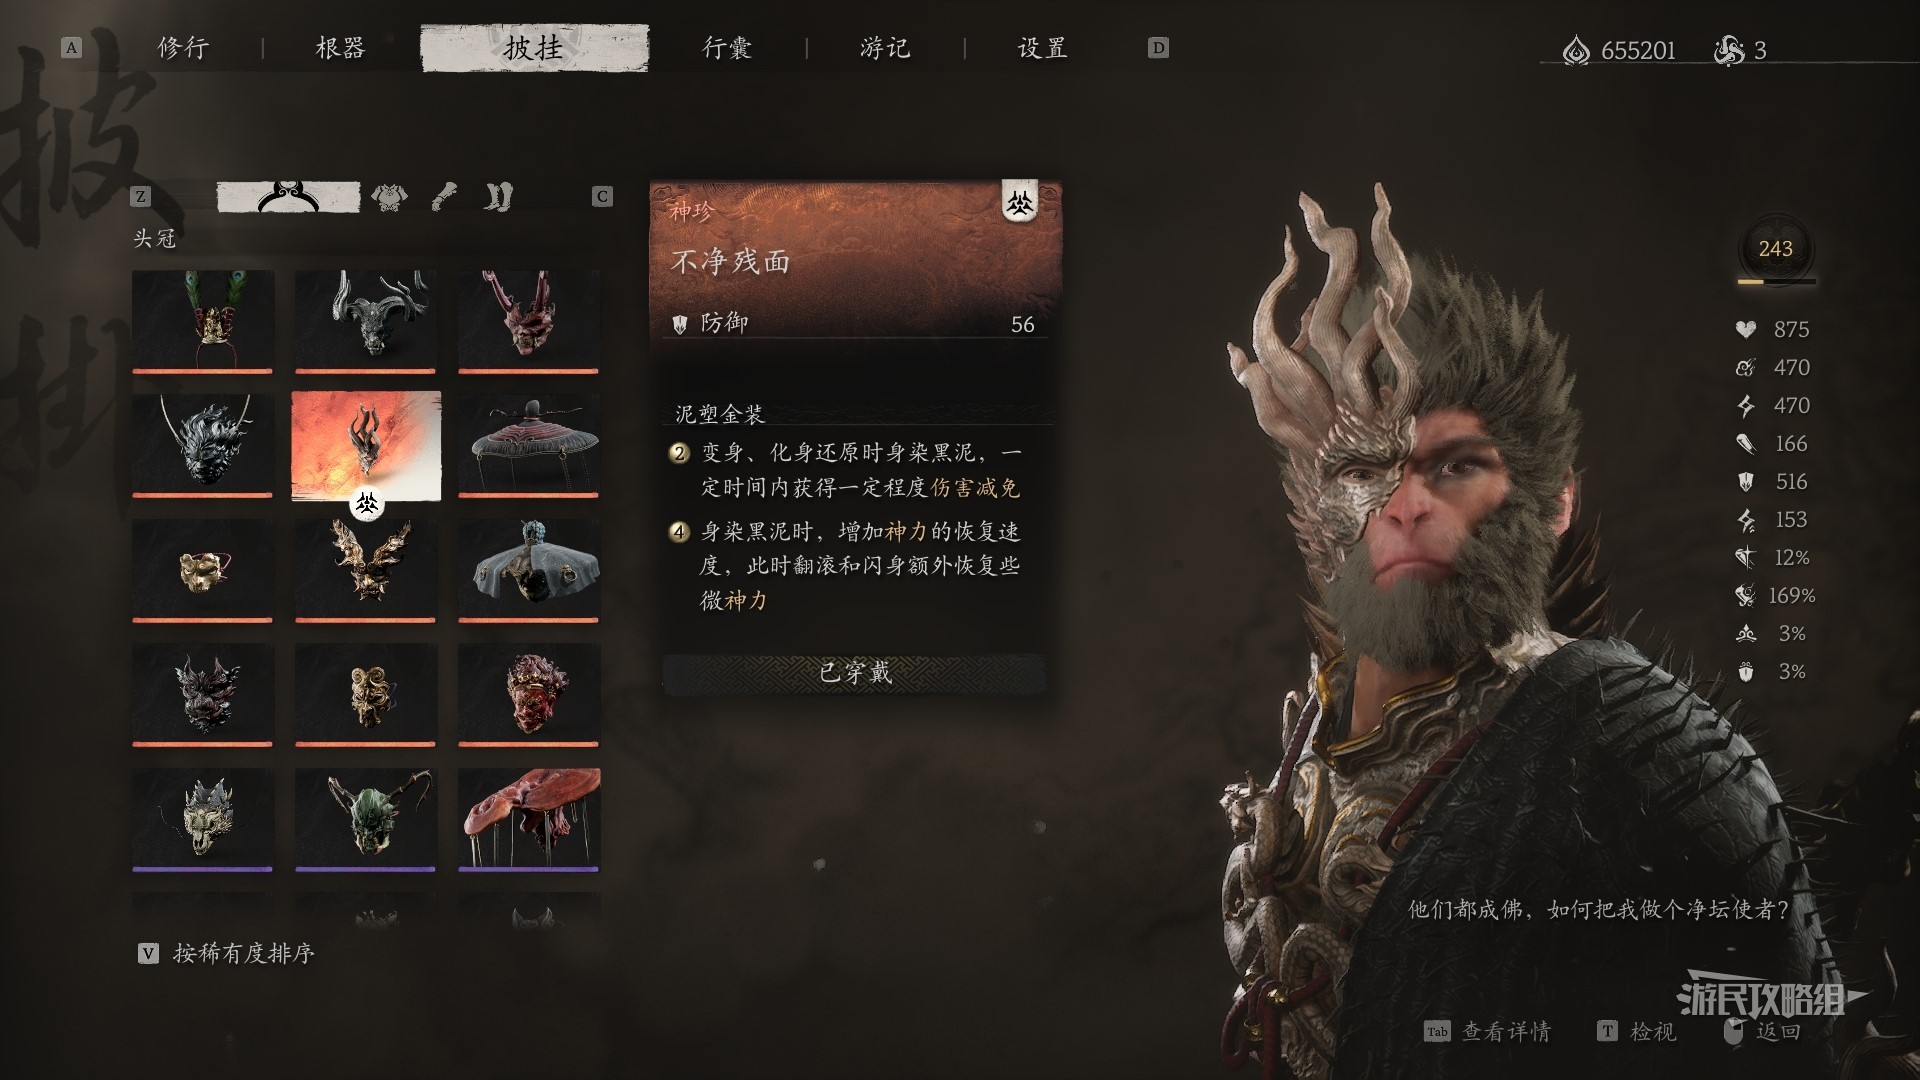 A 修行 | 根器 披挂 行囊 | 游记 | 设置 D
655201 3
披挂
Z C
头冠
神珍
不净残面
防御 56
泥塑金装
2 变身、化身还原时身染黑泥，一
定时间内获得一定程度伤害减免
4 身染黑泥时，增加神力的恢复速
度，此时翻滚和闪身额外恢复些
微神力
已穿戴
243
875
470
470
166
516
153
12%
169%
3%
3%
他们都成佛，如何把我做个净坛使者？
V 按稀有度排序
游民攻略组
Tab 查看详情 T 检视 返回